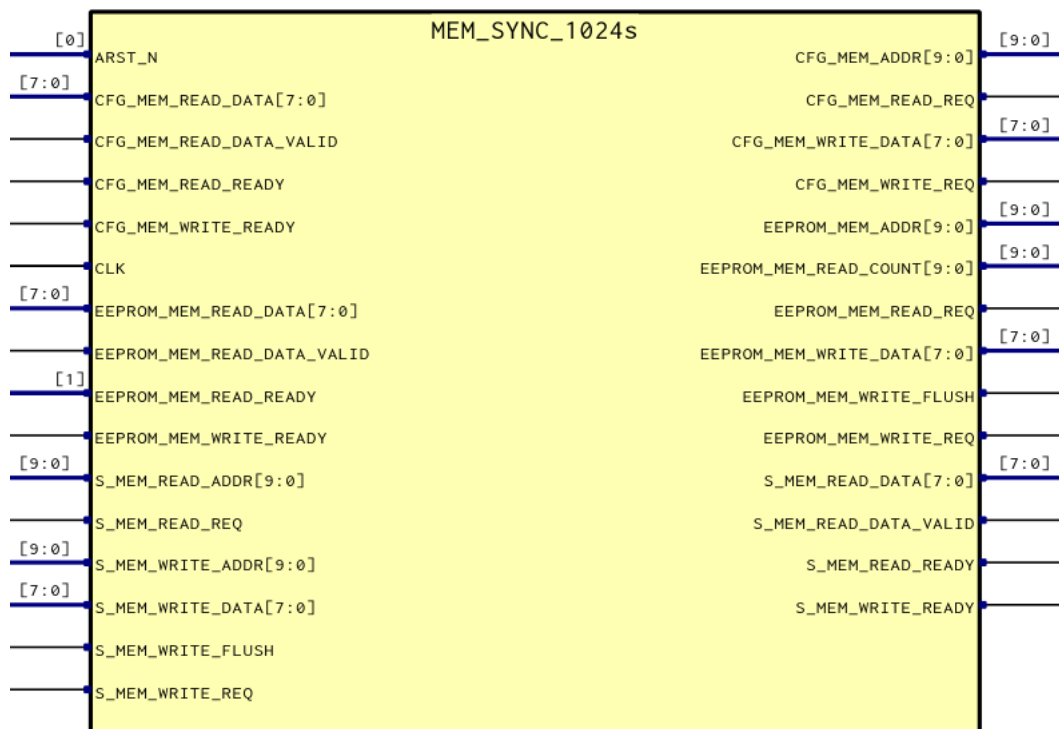 MEM_SYNC_1024s
[0]
ARST_N
[7:0]
CFG_MEM_READ_DATA[7:0]
CFG_MEM_READ_DATA_VALID
CFG_MEM_READ_READY
CFG_MEM_WRITE_READY
CLK
[7:0]
EEPROM_MEM_READ_DATA[7:0]
EEPROM_MEM_READ_DATA_VALID
[1]
EEPROM_MEM_READ_READY
EEPROM_MEM_WRITE_READY
[9:0]
S_MEM_READ_ADDR[9:0]
S_MEM_READ_REQ
[9:0]
S_MEM_WRITE_ADDR[9:0]
[7:0]
S_MEM_WRITE_DATA[7:0]
S_MEM_WRITE_FLUSH
S_MEM_WRITE_REQ
[9:0]
CFG_MEM_ADDR[9:0]
CFG_MEM_READ_REQ
[7:0]
CFG_MEM_WRITE_DATA[7:0]
CFG_MEM_WRITE_REQ
[9:0]
EEPROM_MEM_ADDR[9:0]
[9:0]
EEPROM_MEM_READ_COUNT[9:0]
EEPROM_MEM_READ_REQ
[7:0]
EEPROM_MEM_WRITE_DATA[7:0]
EEPROM_MEM_WRITE_FLUSH
EEPROM_MEM_WRITE_REQ
[7:0]
S_MEM_READ_DATA[7:0]
S_MEM_READ_DATA_VALID
S_MEM_READ_READY
S_MEM_WRITE_READY